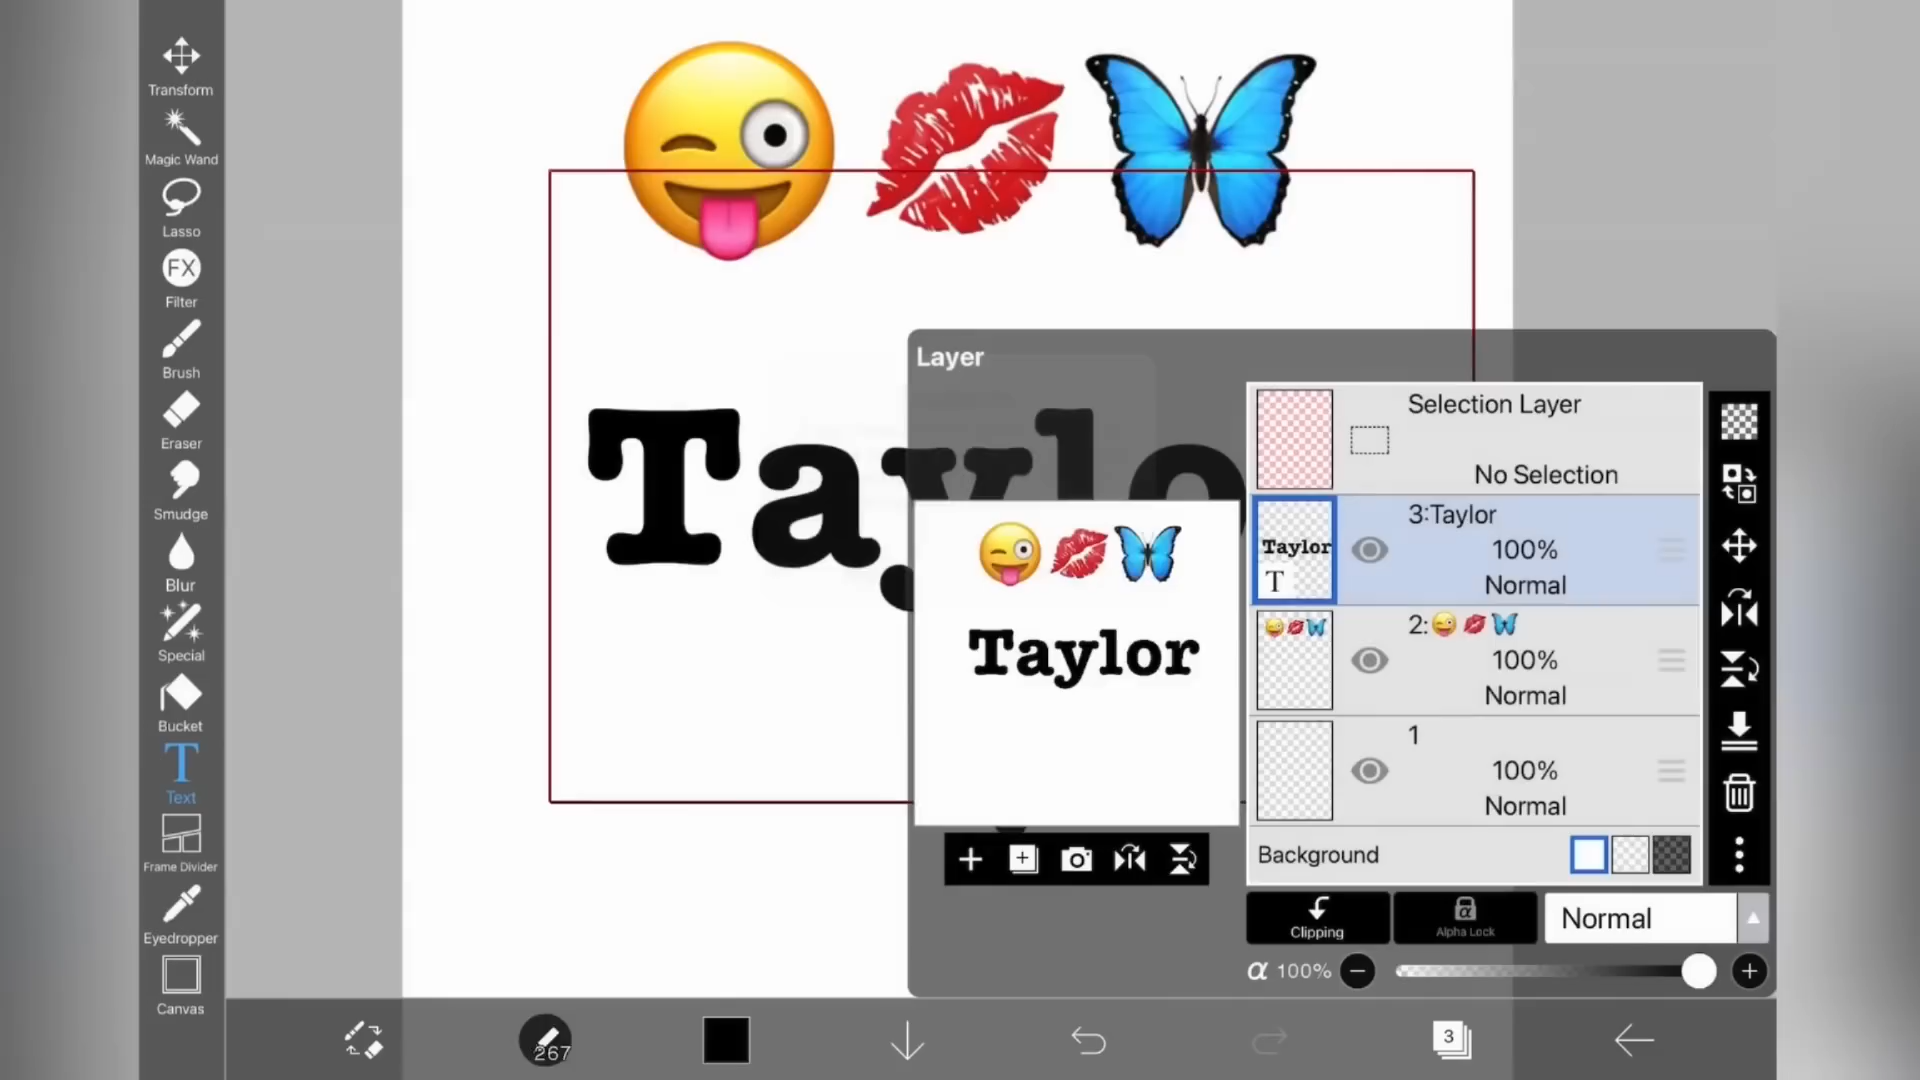 Transform
Magic Wand
Lasso
FX
Filter
Brush
Eraser
Smudge
Blur
Special
Bucket
T
Text
Frame Divider
Eyedropper
Canvas
Taylo
Layer
Taylor
Selection Layer
No Selection
Taylor
T
3:Taylor
100%
Normal
2:😜💋🦋
100%
Normal
1
100%
Normal
Background
Clipping
α
Alpha Lock
Normal
α 100%
267
3